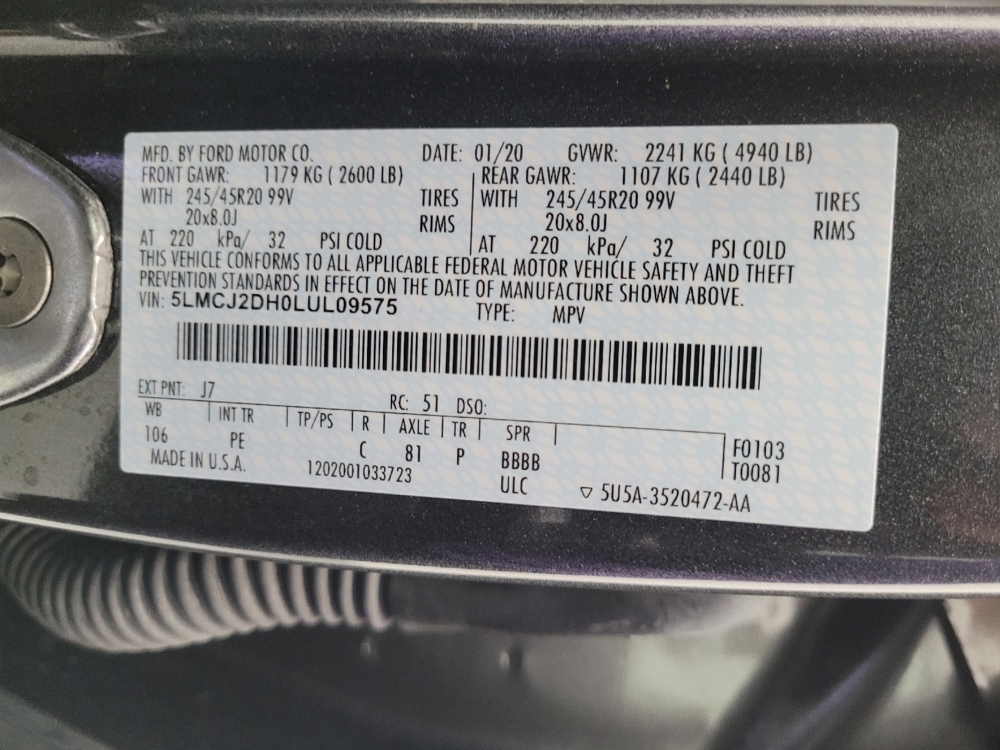 MFD. BY FORD MOTOR CO. DATE: 01/20 GVWR: 2241 KG ( 4940 LB)
FRONT GAWR: 1179 KG ( 2600 LB) REAR GAWR: 1107 KG ( 2440 LB)
WITH 245/45R20 99V TIRES WITH 245/45R20 99V TIRES
20x8.0J RIMS 20x8.0J RIMS
AT 220 kPa/ 32 PSI COLD AT 220 kPa/ 32 PSI COLD
THIS VEHICLE CONFORMS TO ALL APPLICABLE FEDERAL MOTOR VEHICLE SAFETY AND THEFT
PREVENTION STANDARDS IN EFFECT ON THE DATE OF MANUFACTURE SHOWN ABOVE.
VIN: 5LMCJ2DH0LUL09575 TYPE: MPV
EXT PNT: J7 RC: 51 DSO:
WB INT TR TP/PS R AXLE TR SPR
106 PE C 81 P BBBB F0103
T0081
MADE IN U.S.A. 1202001033723 ULC ▽ 5U5A-3520472-AA